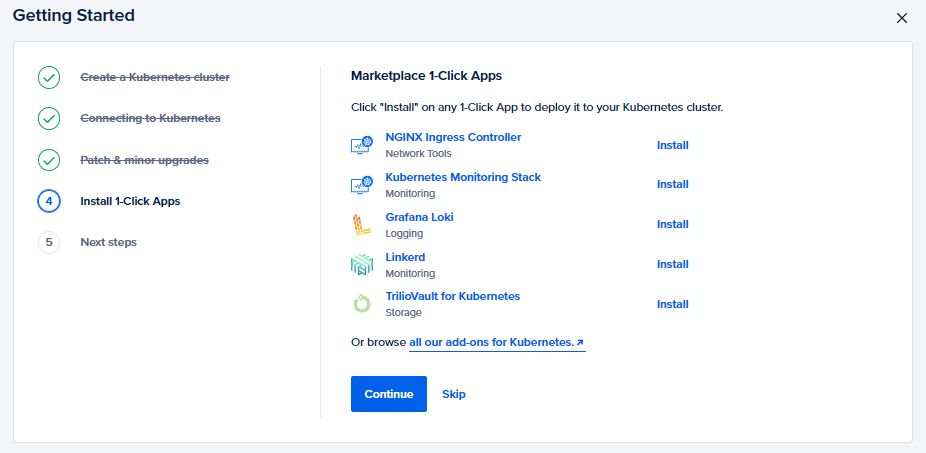 Getting Started
Create a Kubernetes cluster
Connecting to Kubernetes
Patch & minor upgrades
4 Install 1-Click Apps
5 Next steps
Marketplace 1-Click Apps
Click "Install" on any 1-Click App to deploy it to your Kubernetes cluster.
NGINX Ingress Controller
Network Tools
Install
Kubernetes Monitoring Stack
Monitoring
Install
Grafana Loki
Logging
Install
Linkerd
Monitoring
Install
TrilioVault for Kubernetes
Storage
Install
Or browse all our add-ons for Kubernetes.
Continue Skip